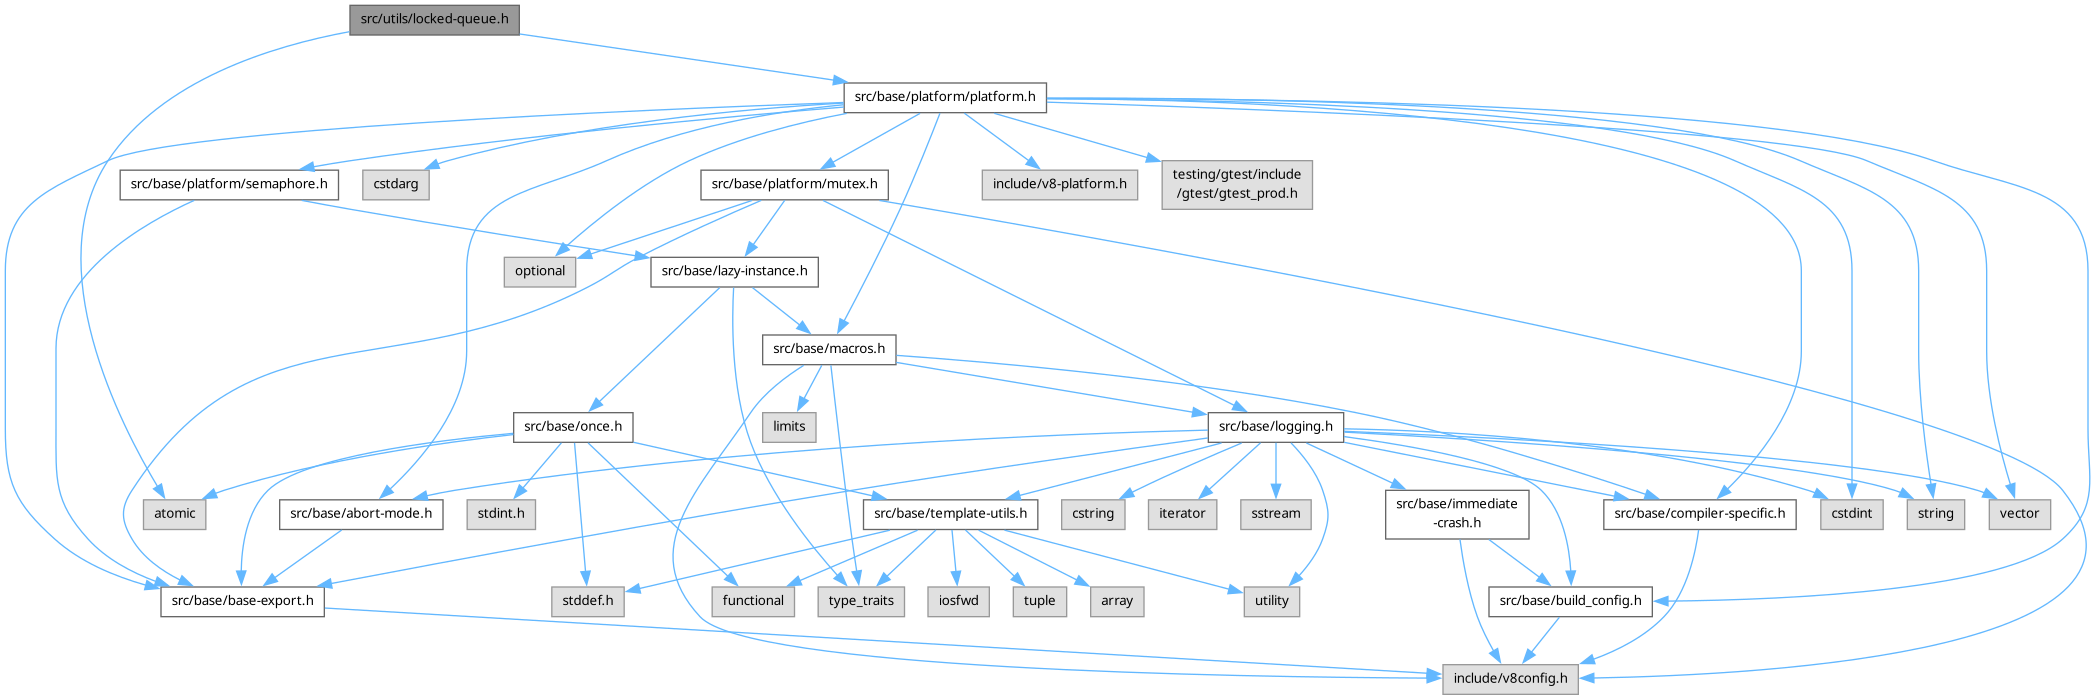 src/utils/locked-queue.h
src/base/platform/platform.h
src/base/platform/semaphore.h
cstdarg
src/base/platform/mutex.h
include/v8-platform.h
testing/gtest/include
/gtest/gtest_prod.h
optional
src/base/lazy-instance.h
src/base/macros.h
src/base/once.h
limits
src/base/logging.h
atomic
src/base/abort-mode.h
stdint.h
src/base/template-utils.h
cstring
iterator
sstream
src/base/immediate
-crash.h
src/base/compiler-specific.h
cstdint
string
vector
src/base/base-export.h
stddef.h
functional
type_traits
iosfwd
tuple
array
utility
src/base/build_config.h
include/v8config.h